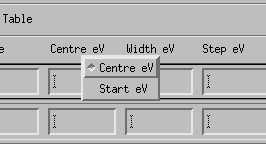 Table
e Centre eV Width eV Step eV
Centre eV
Start eV